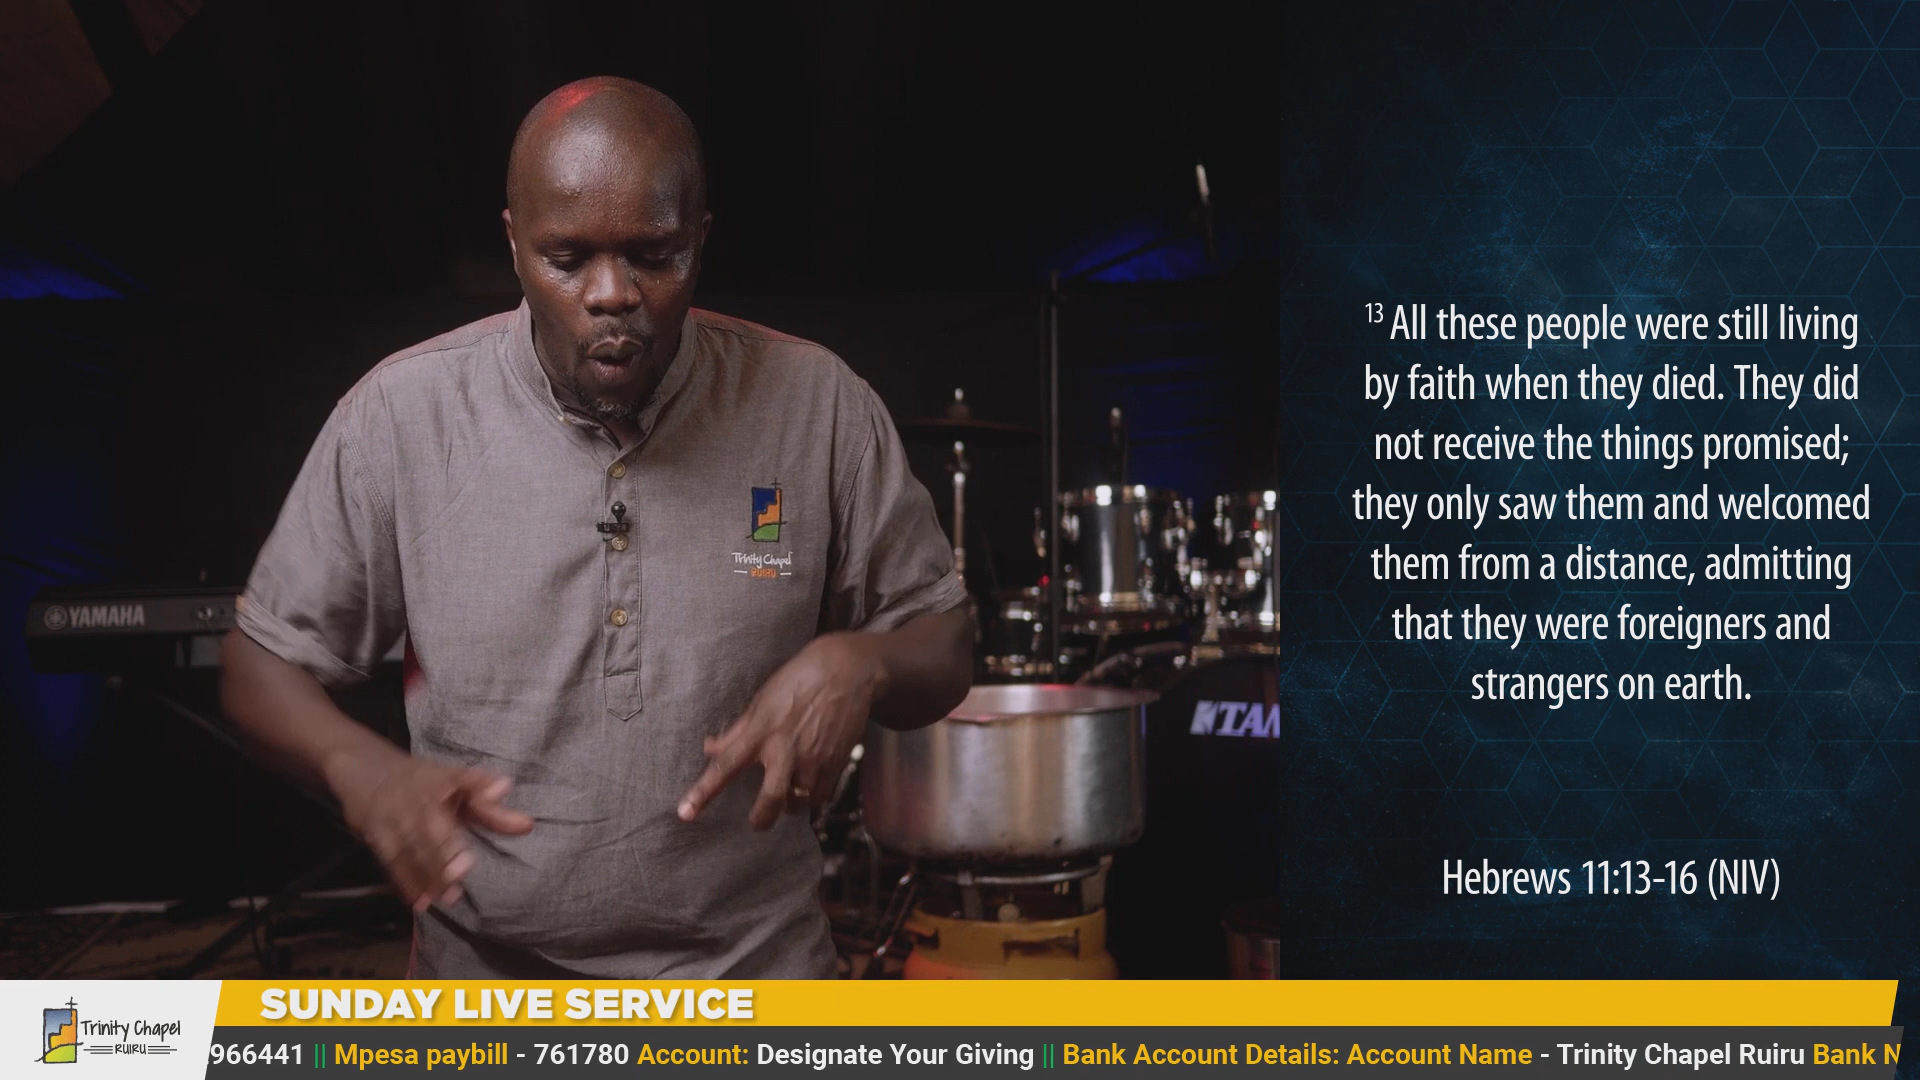 13 All these people were still living
by faith when they died. They did
not receive the things promised;
they only saw them and welcomed
them from a distance, admitting
that they were foreigners and
strangers on earth.
Hebrews 11:13-16 (NIV)
Trinity Chapel
RUIRU
YAMAHA
TAM
SUNDAY LIVE SERVICE
Trinity Chapel
RUIRU
966441 || Mpesa paybill - 761780 Account: Designate Your Giving || Bank Account Details: Account Name - Trinity Chapel Ruiru Bank N